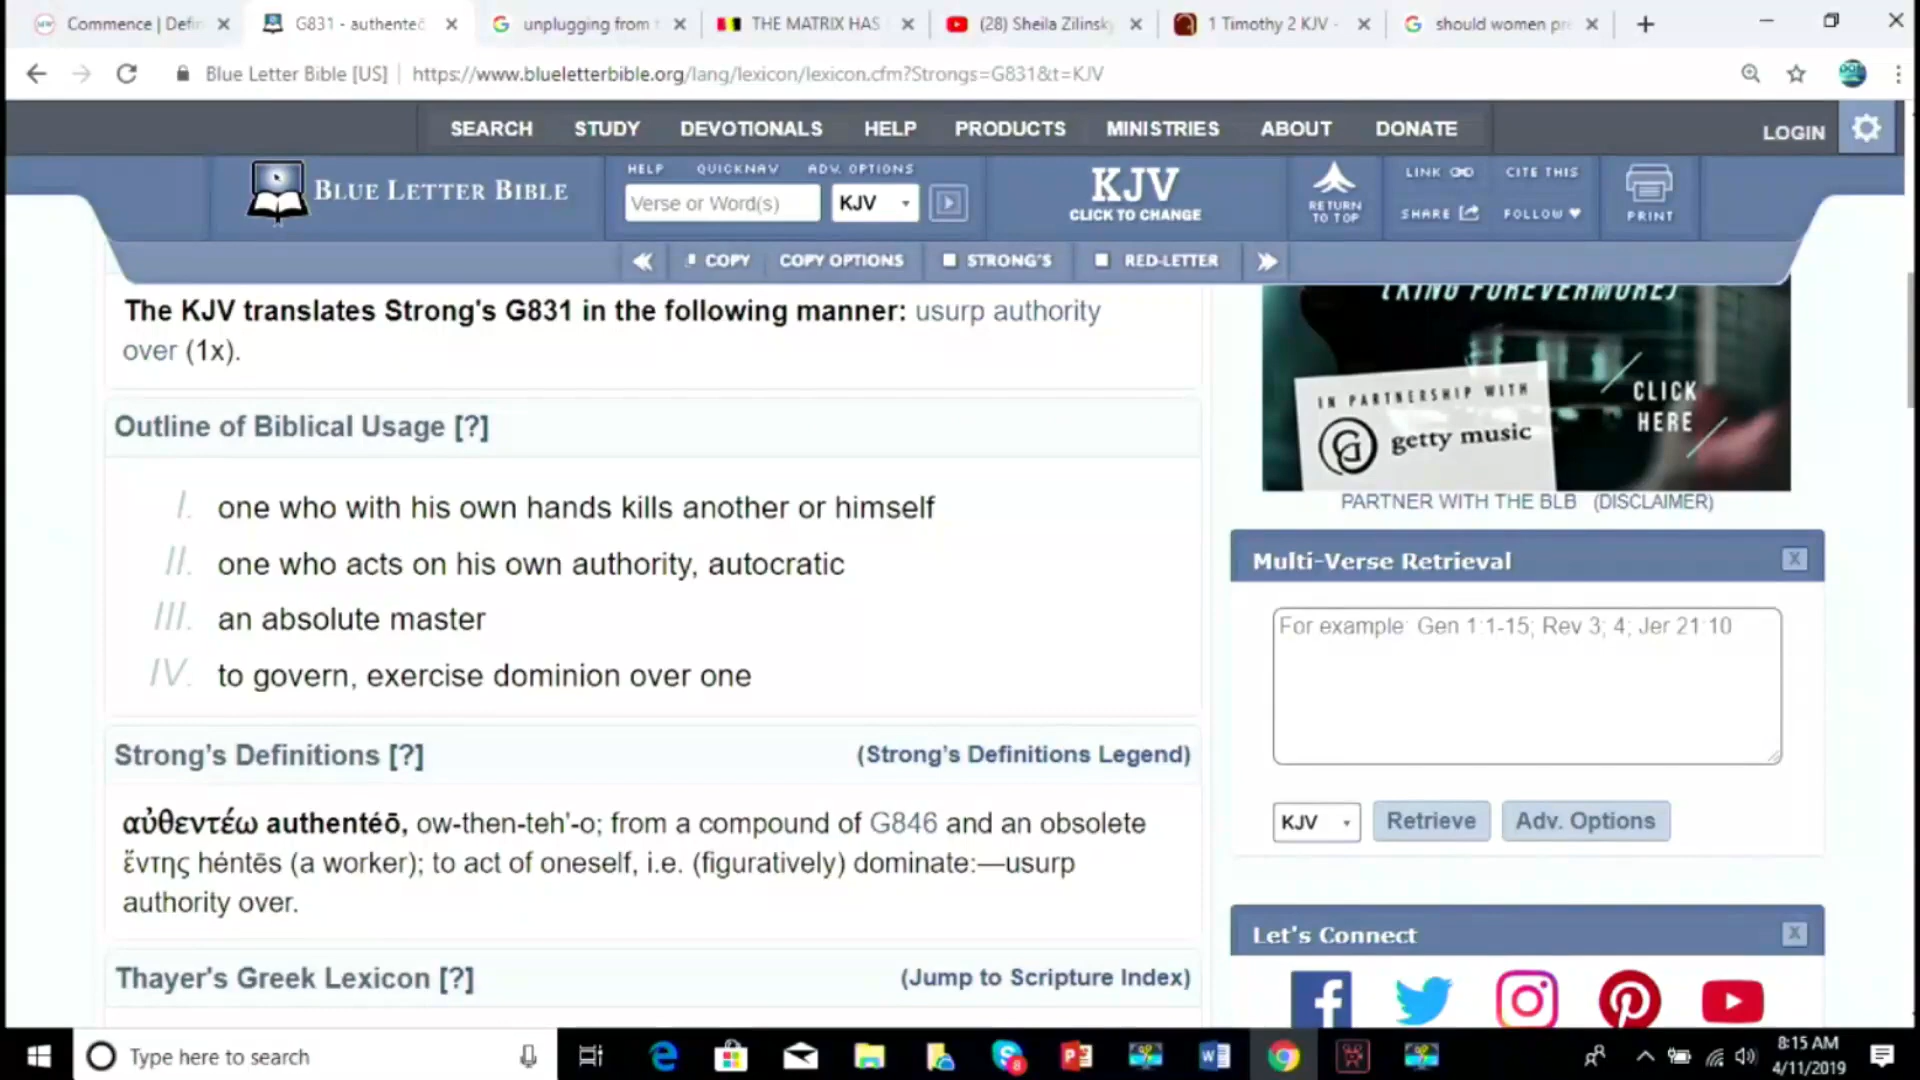 Commence | Defin
G831 - authenteō
unplugging from t
THE MATRIX HAS
(28) Sheila Zilinsky
1 Timothy 2 KJV -
should women pre
Blue Letter Bible [US] | https://www.blueletterbible.org/lang/lexicon/lexicon.cfm?Strongs=G831&t=KJV
SEARCH STUDY DEVOTIONALS HELP PRODUCTS MINISTRIES ABOUT DONATE LOGIN
BLUE LETTER BIBLE
HELP QUICKNAV ADV. OPTIONS
Verse or Word(s) KJV
KJV
CLICK TO CHANGE
RETURN
TO TOP
LINK CITE THIS
SHARE FOLLOW
PRINT
COPY COPY OPTIONS STRONG'S RED-LETTER
The KJV translates Strong's G831 in the following manner: usurp authority
over (1x).
Outline of Biblical Usage [?]
I. one who with his own hands kills another or himself
II. one who acts on his own authority, autocratic
III. an absolute master
IV. to govern, exercise dominion over one
Strong's Definitions [?] (Strong's Definitions Legend)
αὐθεντέω authentéō, ow-then-teh'-o; from a compound of G846 and an obsolete
ἕντης héntēs (a worker); to act of oneself, i.e. (figuratively) dominate:—usurp
authority over.
Thayer's Greek Lexicon [?] (Jump to Scripture Index)
(KING FOREVERMORE)
IN PARTNERSHIP WITH
getty music
CLICK
HERE
PARTNER WITH THE BLB (DISCLAIMER)
Multi-Verse Retrieval X
For example: Gen 1:1-15; Rev 3; 4; Jer 21:10
KJV Retrieve Adv. Options
Let's Connect X
Type here to search
8:15 AM
4/11/2019